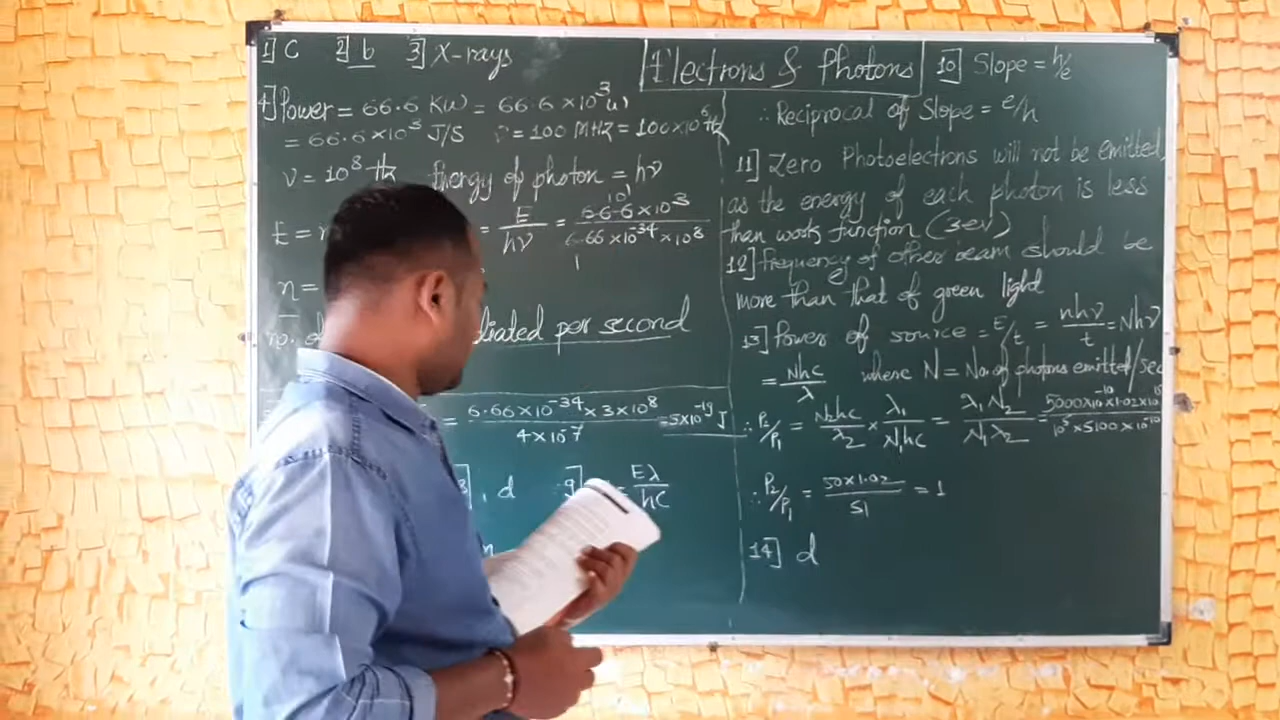 1] C 2] b 3] X-rays
4] Power = 66.6 KW = 66.6 × 10³ W
= 66.6 × 10³ J/S ν = 100 MHZ = 100 × 10⁶ Hz
ν = 10⁸ Hz Energy of photon = hν
E = = E/hν = 66.6 × 10³ / 6.66 × 10⁻³⁴ × 10⁸
n =
no. of diated per second
= 6.66 × 10⁻³⁴ × 3 × 10⁸ / 4 × 10⁻⁷ = 5 × 10⁻¹⁹ J
, d 9] = Eλ/hc
Electrons & Photons
10] Slope = h/e
∴ Reciprocal of Slope = e/h
11] Zero Photoelectrons will not be emitted
as the energy of each photon is less
than work function (3eV)
12] frequency of other beam should be
more than that of green light
13] Power of source = E/t = nhν/t = Nhν
= Nhc/λ where N = No of photons emitted/sec
∴ P₂/P₁ = N₂hc/λ₂ × λ₁/N₁hc = λ₁N₂/N₁λ₂ = 5000×10⁻¹⁰×1.02×10¹⁵ / 10¹⁵×5100×10⁻¹⁰
∴ P₂/P₁ = 50×1.02/51 = 1
14] d